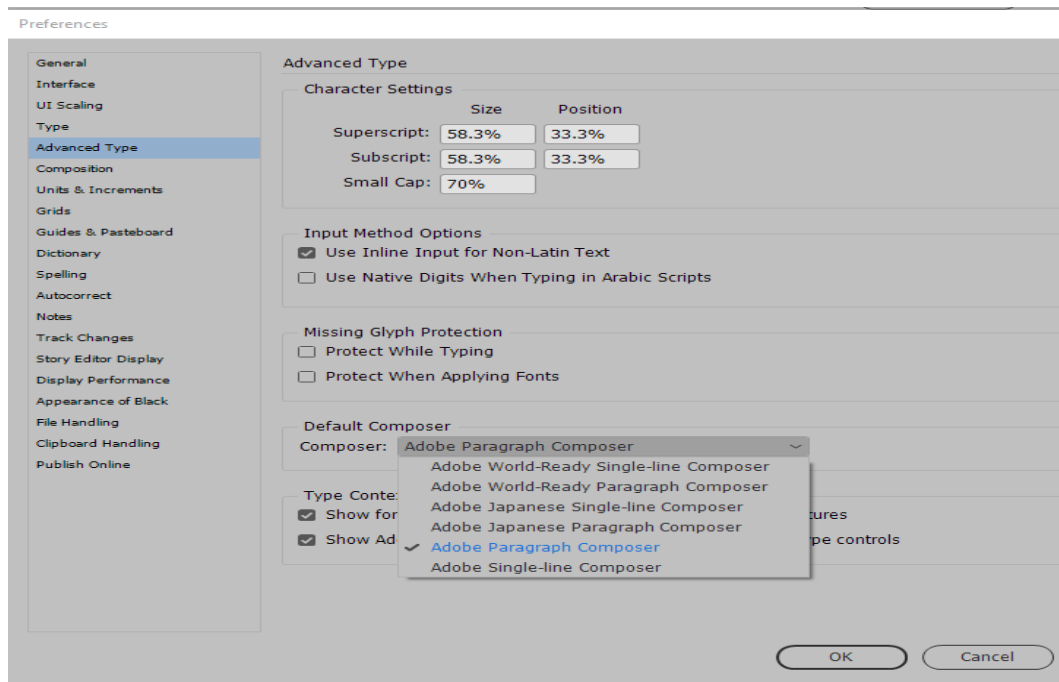 Preferences
General
Interface
UI Scaling
Type
Advanced Type
Composition
Units & Increments
Grids
Guides & Pasteboard
Dictionary
Spelling
Autocorrect
Notes
Track Changes
Story Editor Display
Display Performance
Appearance of Black
File Handling
Clipboard Handling
Publish Online
Advanced Type
Character Settings
Size Position
Superscript: 58.3% 33.3%
Subscript: 58.3% 33.3%
Small Cap: 70%
Input Method Options
Use Inline Input for Non-Latin Text
Use Native Digits When Typing in Arabic Scripts
Missing Glyph Protection
Protect While Typing
Protect When Applying Fonts
Default Composer
Composer: Adobe Paragraph Composer
Adobe World-Ready Single-line Composer
Adobe World-Ready Paragraph Composer
Adobe Japanese Single-line Composer
Adobe Japanese Paragraph Composer
Adobe Paragraph Composer
Adobe Single-line Composer
Type
Show for
Show controls
OK Cancel